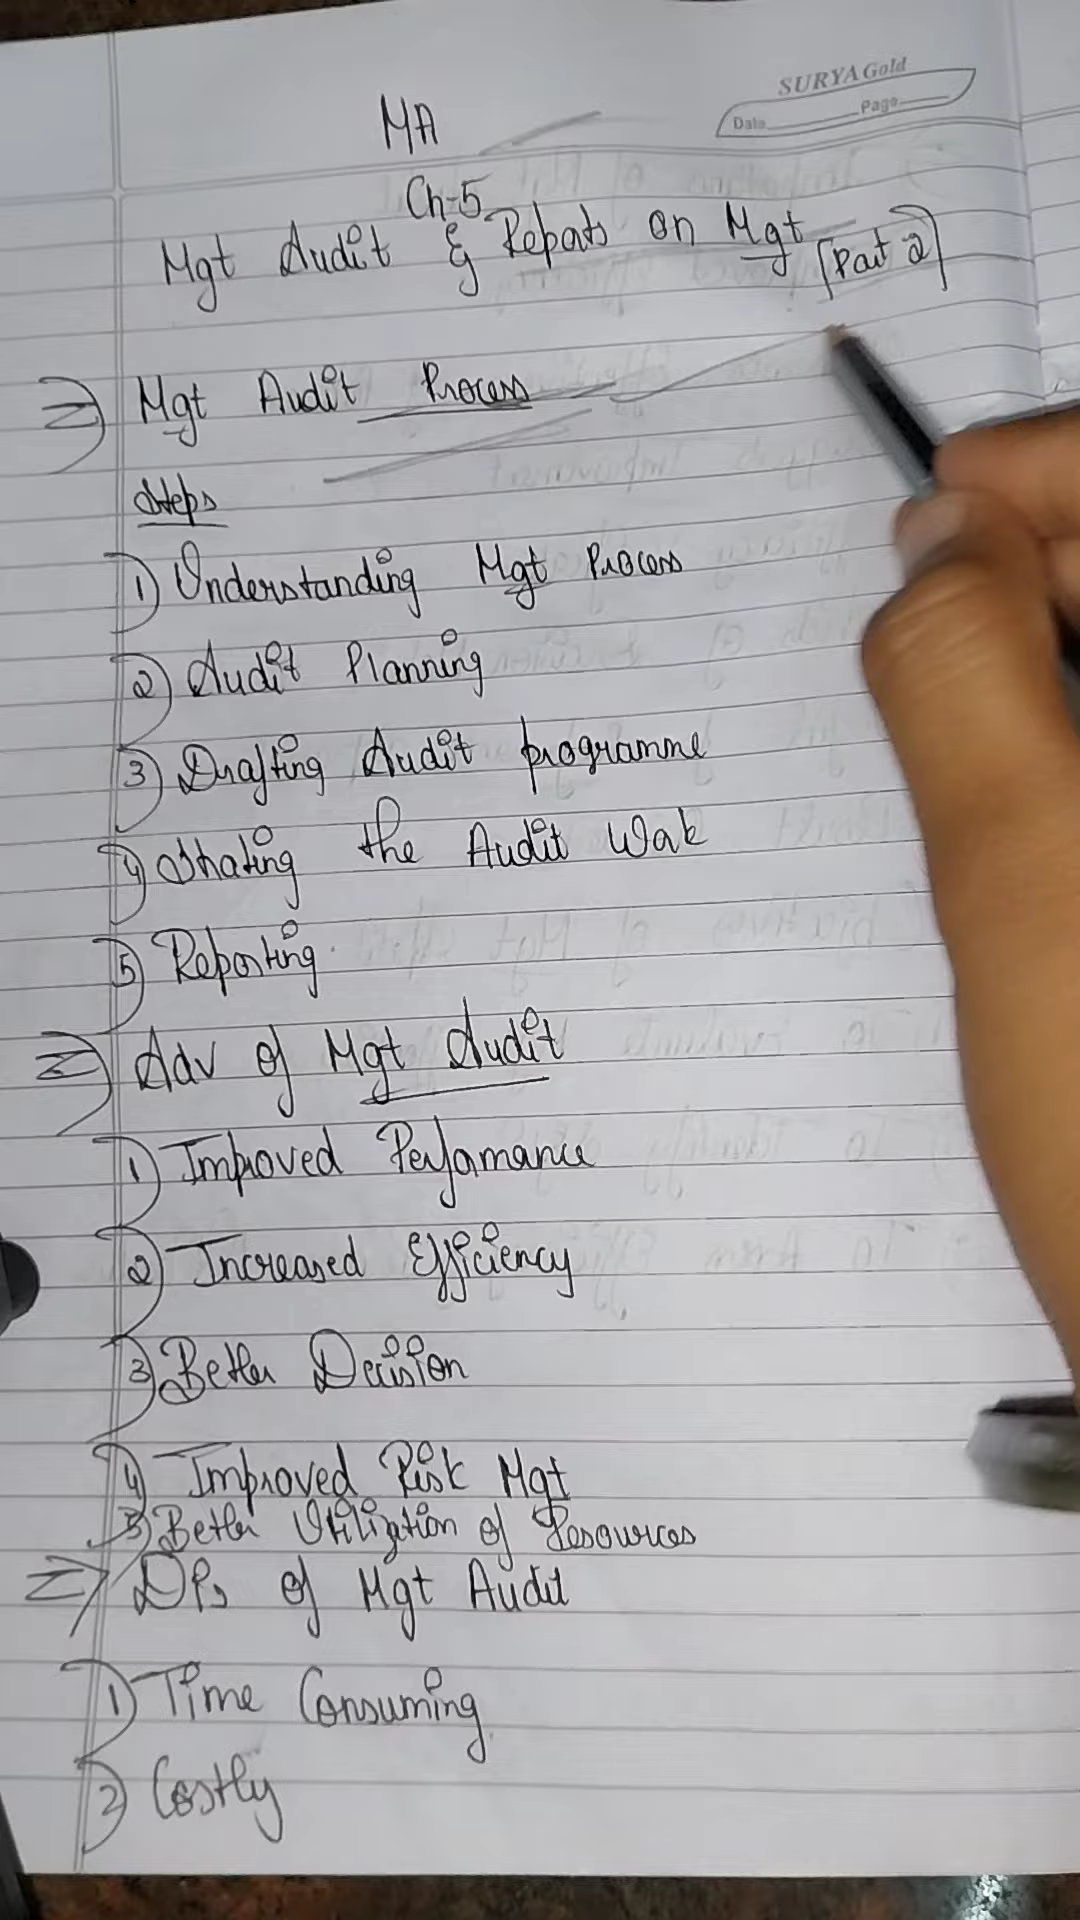 SURYA Gold
Date Page
MA
Ch-5
Mgt Audit & Reports on Mgt [Part 2]
=> Mgt Audit Process
Steps
1) Understanding Mgt Process
2) Audit Planning
3) Drafting Audit programme
4) Starting the Audit Work
5) Reporting
=> Adv of Mgt Audit
1) Improved Performance
2) Increased Efficiency
3) Better Decision
4) Improved Risk Mgt
5) Better Utilization of Resources
=> DPs of Mgt Audit
1) Time Consuming
2) Costly